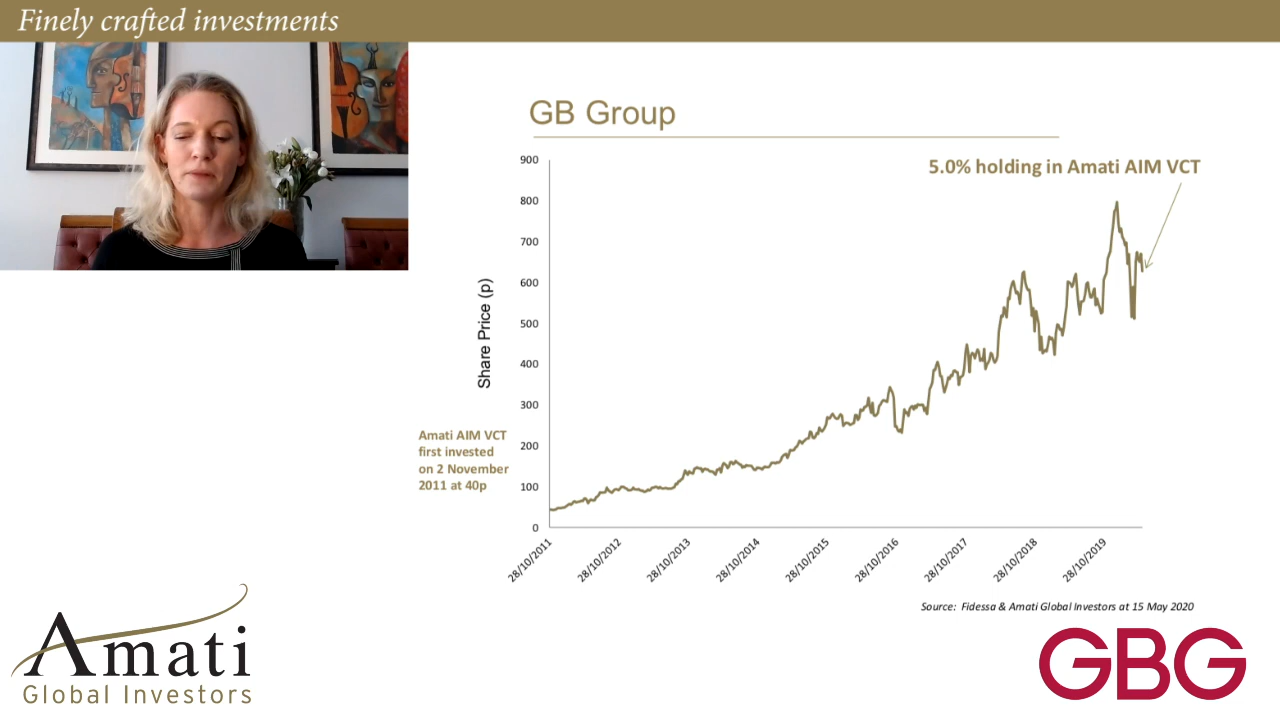 Finely crafted investments
GB Group
5.0% holding in Amati AIM VCT
900
800
700
600
500
400
300
200
100
0
Share Price (p)
Amati AIM VCT
first invested
on 2 November
2011 at 40p
28/10/2011
28/10/2012
28/10/2013
28/10/2014
28/10/2015
28/10/2016
28/10/2017
28/10/2018
28/10/2019
Source: Fidessa & Amati Global Investors at 15 May 2020
Amati
Global Investors
GBG